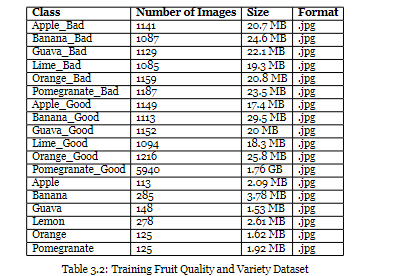 Class Number of Images Size Format
Apple_Bad 1141 20.7 MB .jpg
Banana_Bad 1087 24.6 MB .jpg
Guava_Bad 1129 22.1 MB .jpg
Lime_Bad 1085 19.3 MB .jpg
Orange_Bad 1159 20.8 MB .jpg
Pomegranate_Bad 1187 23.5 MB .jpg
Apple_Good 1149 17.4 MB .jpg
Banana_Good 1113 29.5 MB .jpg
Guava_Good 1152 20 MB .jpg
Lime_Good 1094 18.3 MB .jpg
Orange_Good 1216 25.8 MB .jpg
Pomegranate_Good 5940 1.76 GB .jpg
Apple 113 2.09 MB .jpg
Banana 285 3.78 MB .jpg
Guava 148 1.53 MB .jpg
Lemon 278 2.61 MB .jpg
Orange 125 1.62 MB .jpg
Pomegranate 125 1.92 MB .jpg
Table 3.2: Training Fruit Quality and Variety Dataset